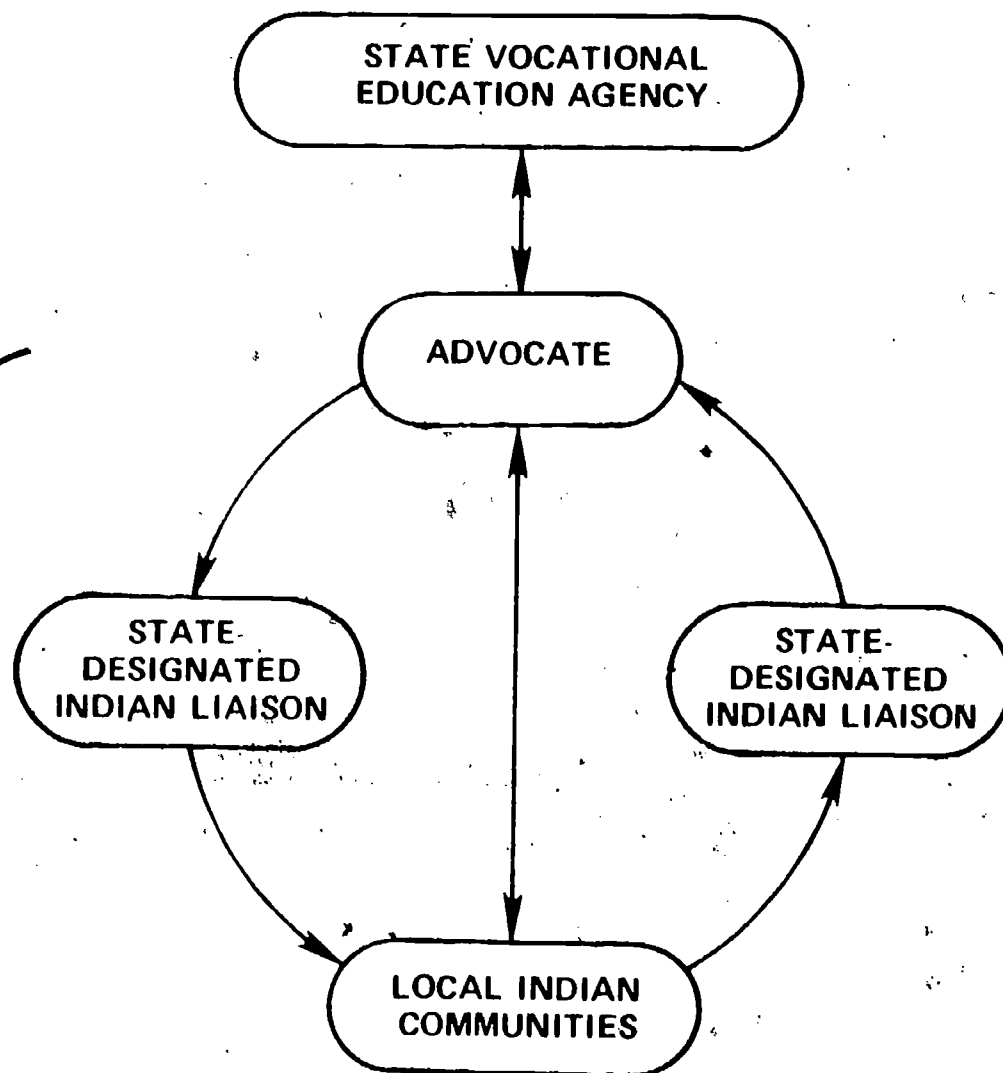 STATE VOCATIONAL
EDUCATION AGENCY
ADVOCATE
STATE-
DESIGNATED
INDIAN LIAISON
STATE-
DESIGNATED
INDIAN LIAISON
LOCAL INDIAN
COMMUNITIES